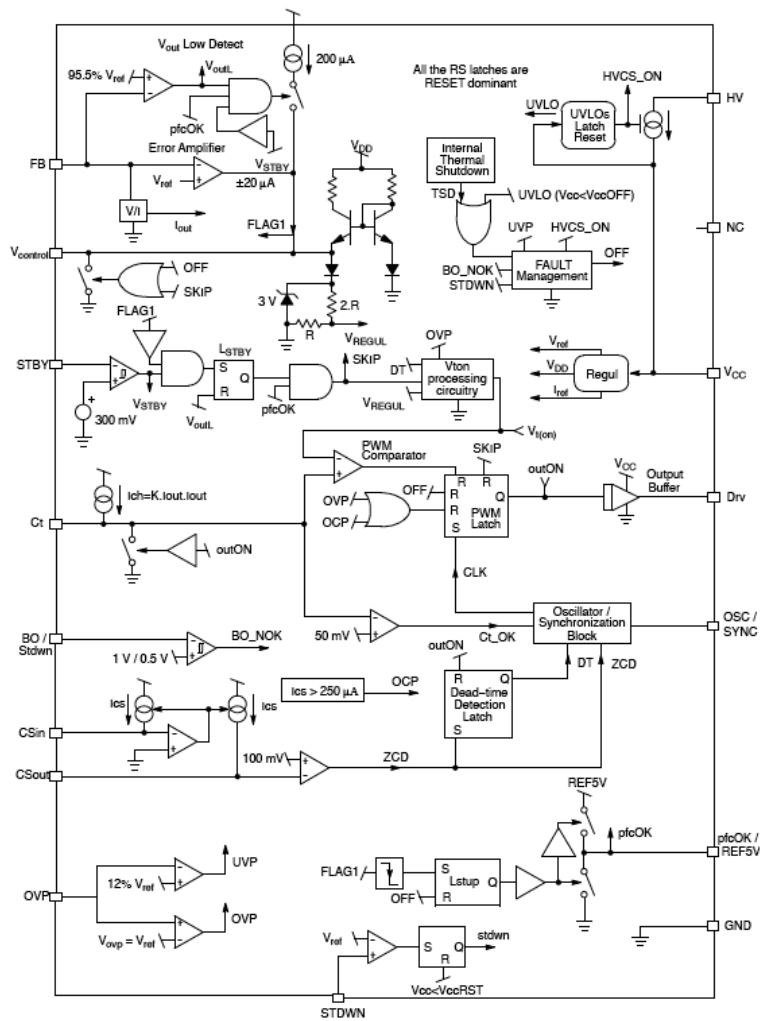 Vout Low Detect
200 µA
95.5% Vref
VoutL
pfcOK
Error Amplifier
VSTBY
FB
Vref
±20 µA
V/I
Iout
FLAG1
VDD
All the RS latches are
RESET dominant
HVCS_ON
HV
UVLO
UVLOs
Latch
Reset
Internal
Thermal
Shutdown
TSD
UVLO (Vcc<VccOFF)
NC
UVP
HVCS_ON
BO_NOK
STDWN
FAULT
Management
OFF
Vcontrol
OFF
SKIP
3 V
2.R
R
VREGUL
FLAG1
STBY
LSTBY
S
Q
R
300 mV
VSTBY
VoutL
pfcOK
SKIP
OVP
DT
Vton
processing
circuitry
VREGUL
Vref
VDD
Iref
Regul
VCC
Vt(on)
PWM
Comparator
SKIP
Ich=K.Iout.Iout
Ct
outON
OFF
OVP
OCP
R
R
R
S
Q
PWM
Latch
outON
VCC
Output
Buffer
Drv
CLK
50 mV
Ct_OK
Oscillator /
Synchronization
Block
OSC /
SYNC
DT
ZCD
BO /
Stdwn
1 V / 0.5 V
BO_NOK
outON
Ics > 250 µA
OCP
R
Q
Dead-time
Detection
Latch
S
Ics
Ics
CSin
100 mV
ZCD
CSout
REF5V
pfcOK
pfcOK /
REF5V
UVP
12% Vref
OVP
OVP
Vovp = Vref
FLAG1
OFF
S
Lstup
Q
R
GND
Vref
S
Q
R
stdwn
Vcc<VccRST
STDWN